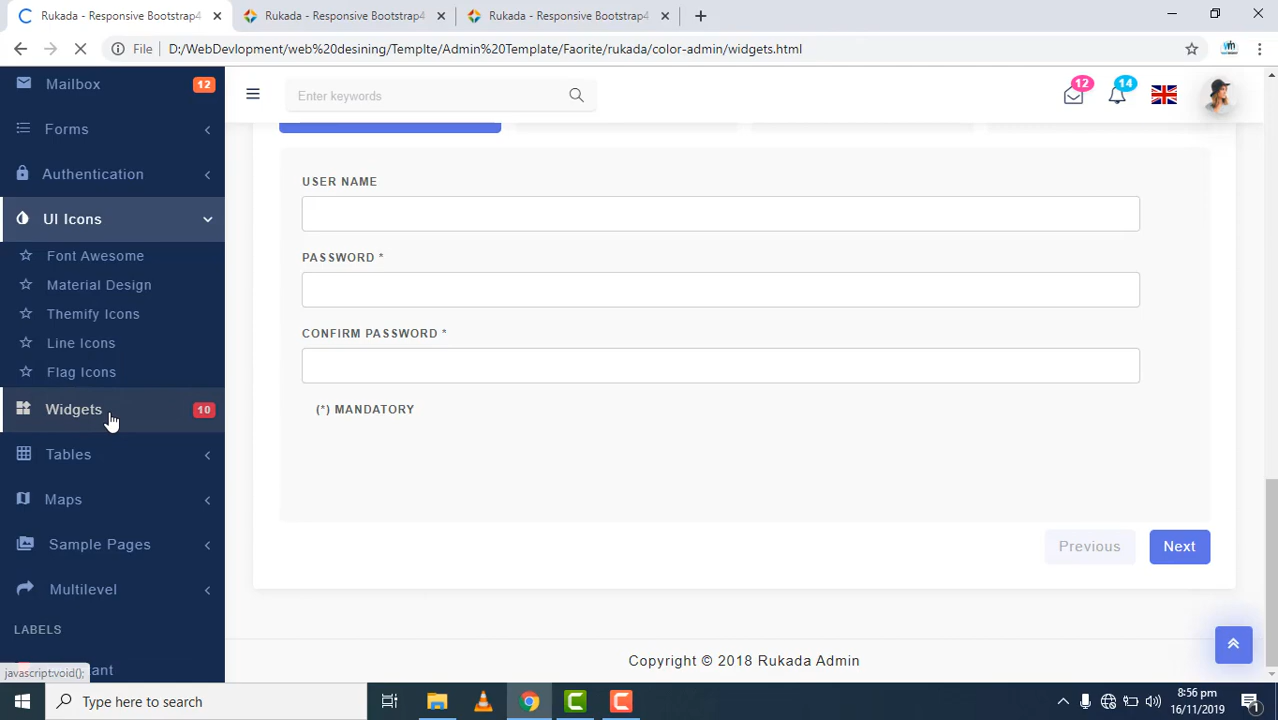 Rukada - Responsive Bootstrap4
Rukada - Responsive Bootstrap4
Rukada - Responsive Bootstrap4
File
D:/WebDevlopment/web%20desining/Templte/Admin%20Template/Faorite/rukada/color-admin/widgets.html
Mailbox 12
Forms
Authentication
UI Icons
Font Awesome
Material Design
Themify Icons
Line Icons
Flag Icons
Widgets 10
Tables
Maps
Sample Pages
Multilevel
LABELS
javascript:void();
Enter keywords
12
14
USER NAME
PASSWORD *
CONFIRM PASSWORD *
(*) MANDATORY
Previous
Next
Copyright © 2018 Rukada Admin
Type here to search
8:56 pm
16/11/2019
1